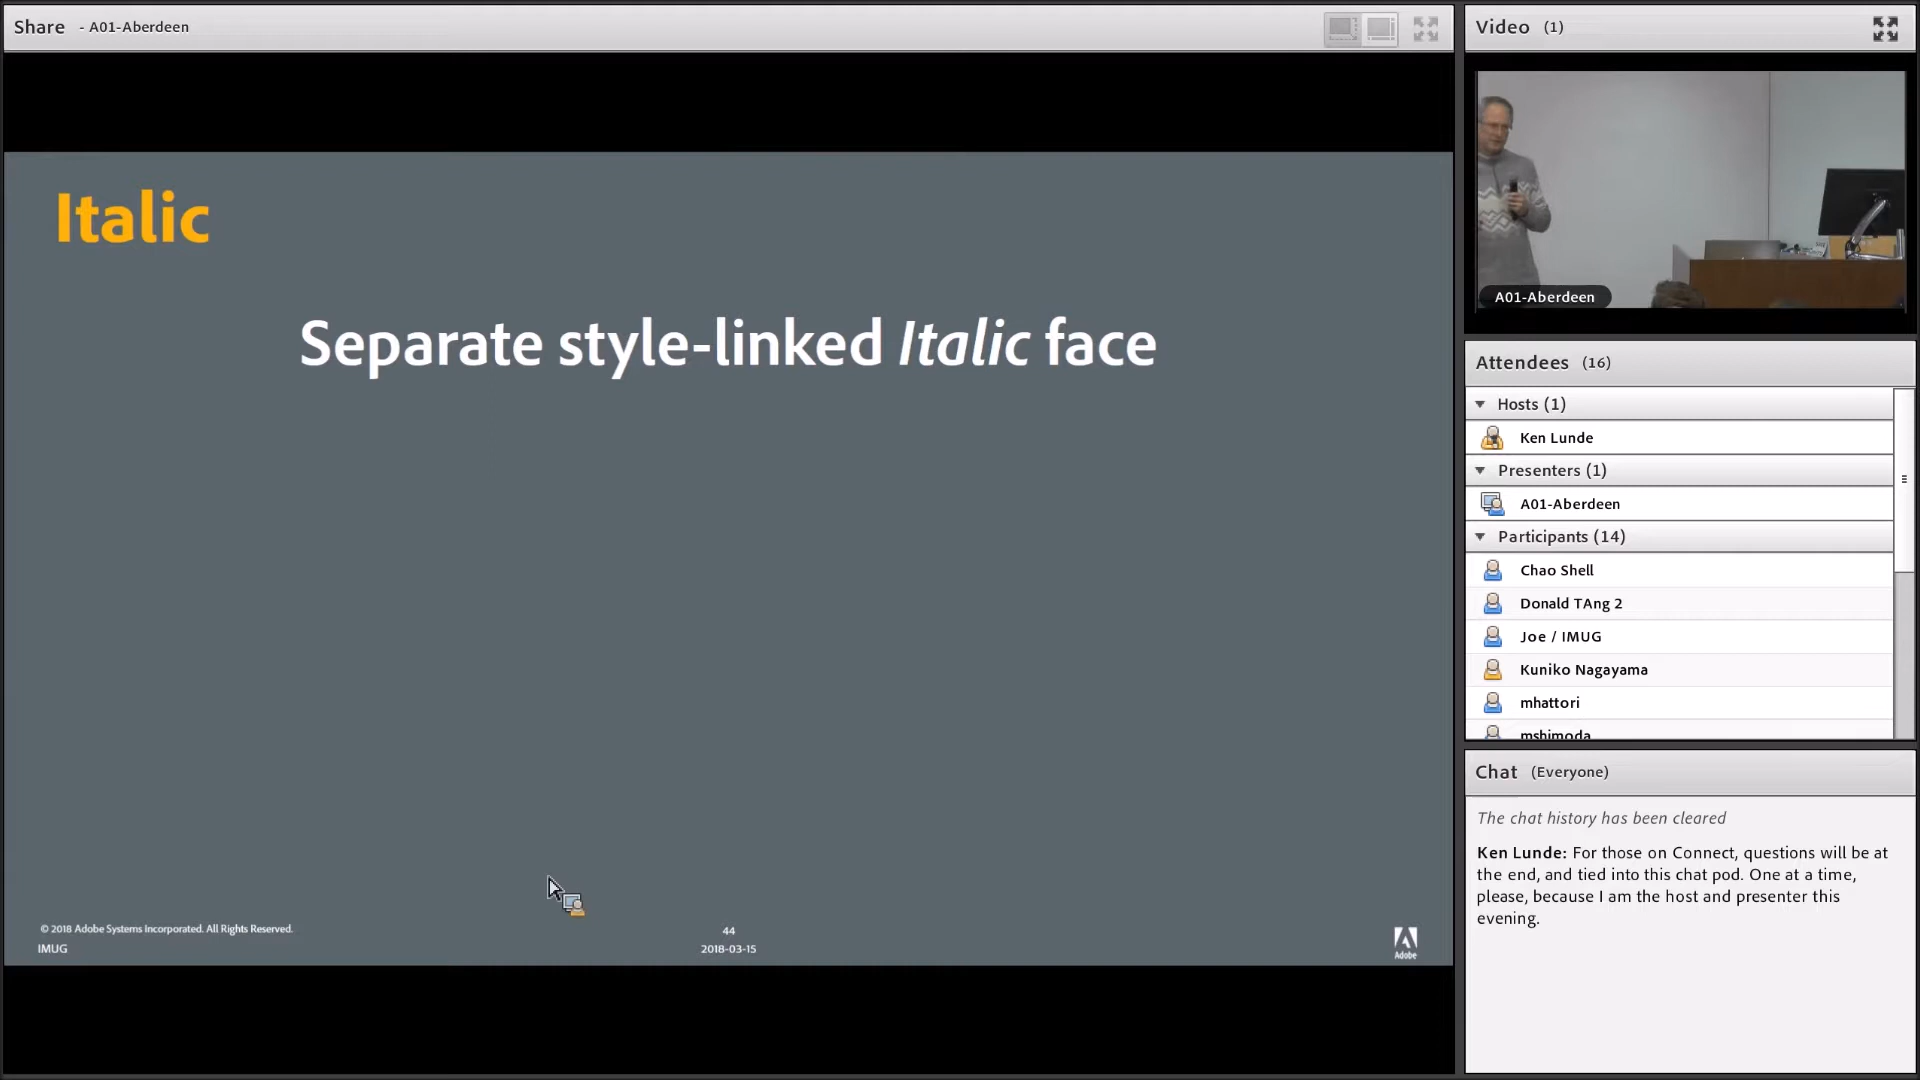 Share - A01-Aberdeen
Italic
Separate style-linked Italic face
© 2018 Adobe Systems Incorporated. All Rights Reserved.
IMUG
44
2018-03-15
Adobe
Video (1)
A01-Aberdeen
Attendees (16)
Hosts (1)
Ken Lunde
Presenters (1)
A01-Aberdeen
Participants (14)
Chao Shell
Donald TAng 2
Joe / IMUG
Kuniko Nagayama
mhattori
mshimoda
Chat (Everyone)
The chat history has been cleared
Ken Lunde: For those on Connect, questions will be at
the end, and tied into this chat pod. One at a time,
please, because I am the host and presenter this
evening.